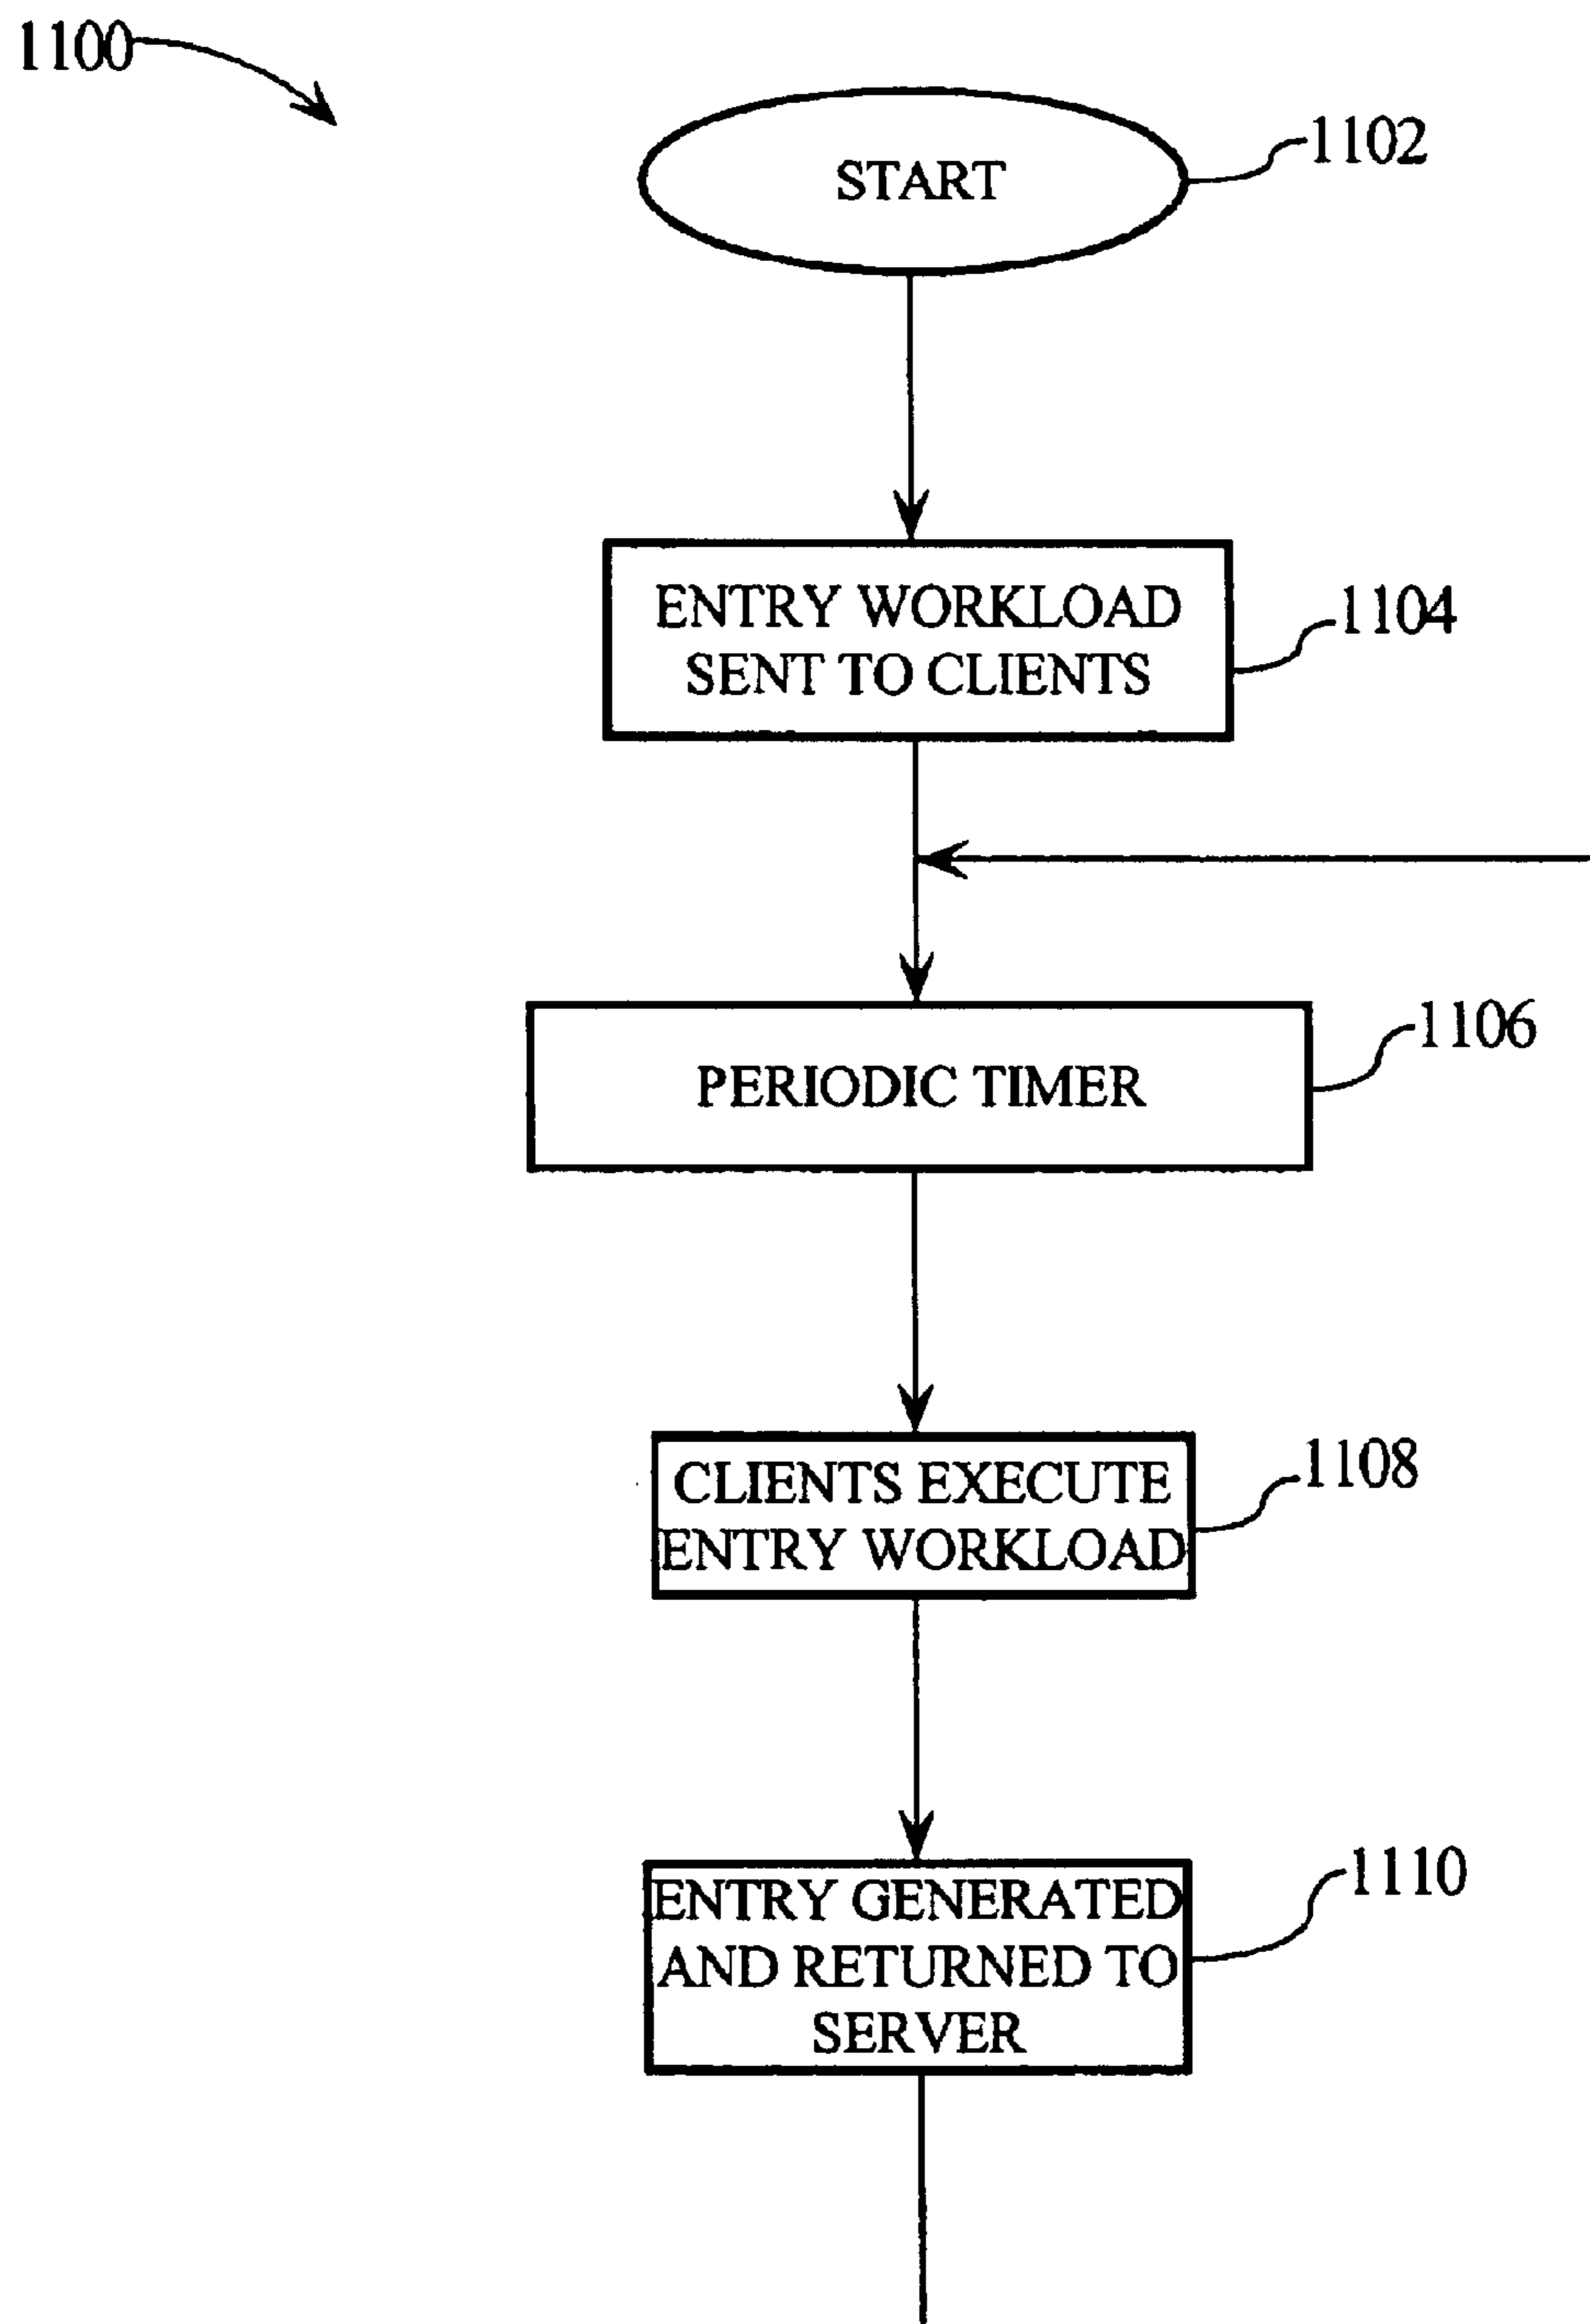 1100
START
1102
ENTRY WORKLOAD
SENT TO CLIENTS
1104
PERIODIC TIMER
1106
CLIENTS EXECUTE
ENTRY WORKLOAD
1108
ENTRY GENERATED
AND RETURNED TO
SERVER
1110